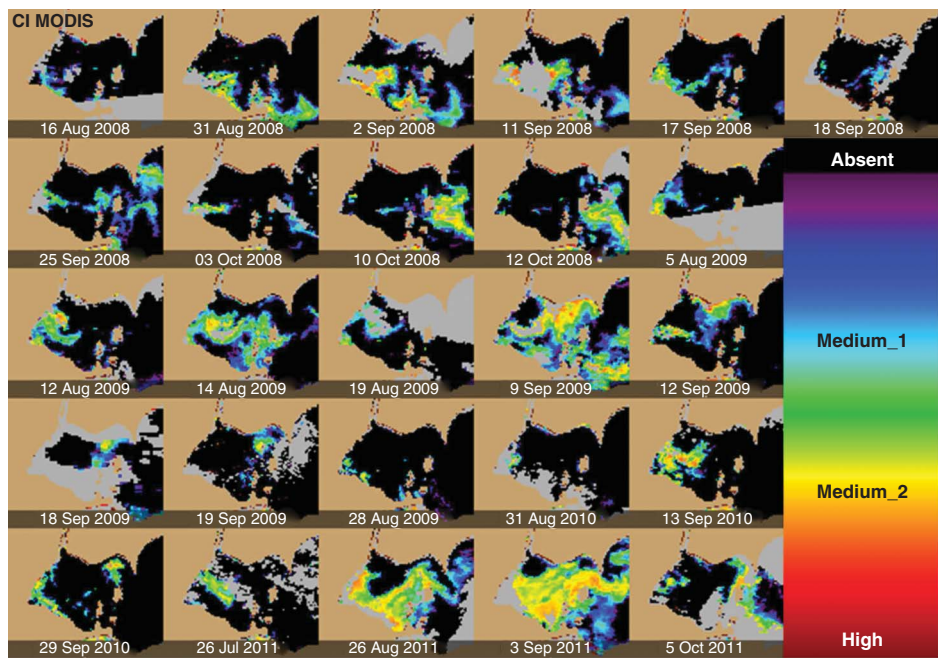 CI MODIS
16 Aug 2008
31 Aug 2008
2 Sep 2008
11 Sep 2008
17 Sep 2008
18 Sep 2008
Absent
25 Sep 2008
03 Oct 2008
10 Oct 2008
12 Oct 2008
5 Aug 2009
Medium_1
12 Aug 2009
14 Aug 2009
19 Aug 2009
9 Sep 2009
12 Sep 2009
Medium_2
18 Sep 2009
19 Sep 2009
28 Aug 2009
31 Aug 2010
13 Sep 2010
29 Sep 2010
26 Jul 2011
26 Aug 2011
3 Sep 2011
5 Oct 2011
High